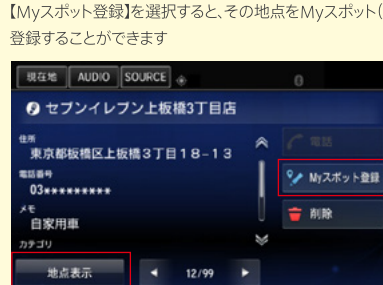 【Myスポット登録】を選択すると、その地点をMyスポット(
登録することができます
現在地 AUDIO SOURCE
セブンイレブン上板橋3丁目店
住所
東京都板橋区上板橋3丁目18-13
電話 
電話番号
03*********
Myスポット登録
メモ
自家用車
削除
カテゴリ
地点表示 12/99